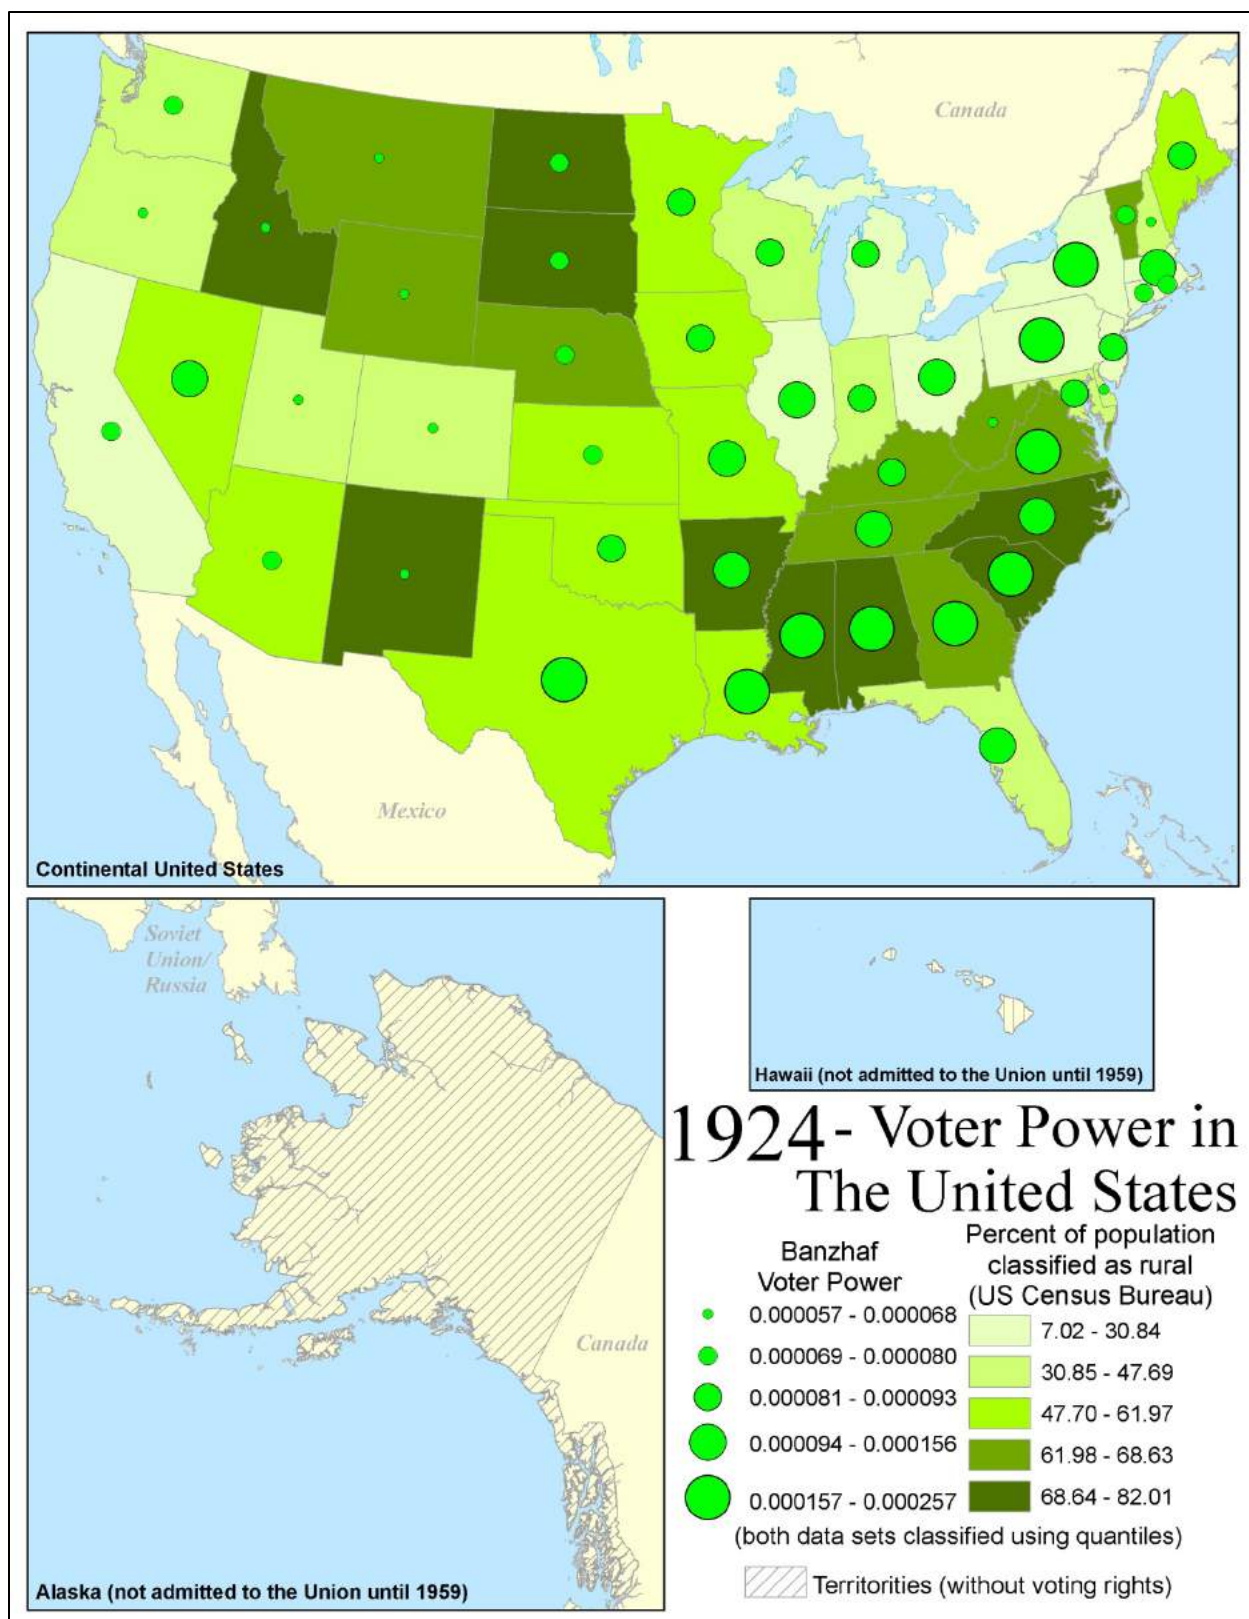 Canada
Mexico
Continental United States
Soviet
Union/
Russia
Canada
Alaska (not admitted to the Union until 1959)
Hawaii (not admitted to the Union until 1959)
1924 - Voter Power in
The United States
Banzhaf
Voter Power
0.000057 - 0.000068
0.000069 - 0.000080
0.000081 - 0.000093
0.000094 - 0.000156
0.000157 - 0.000257
Percent of population
classified as rural
(US Census Bureau)
7.02 - 30.84
30.85 - 47.69
47.70 - 61.97
61.98 - 68.63
68.64 - 82.01
(both data sets classified using quantiles)
Territorities (without voting rights)